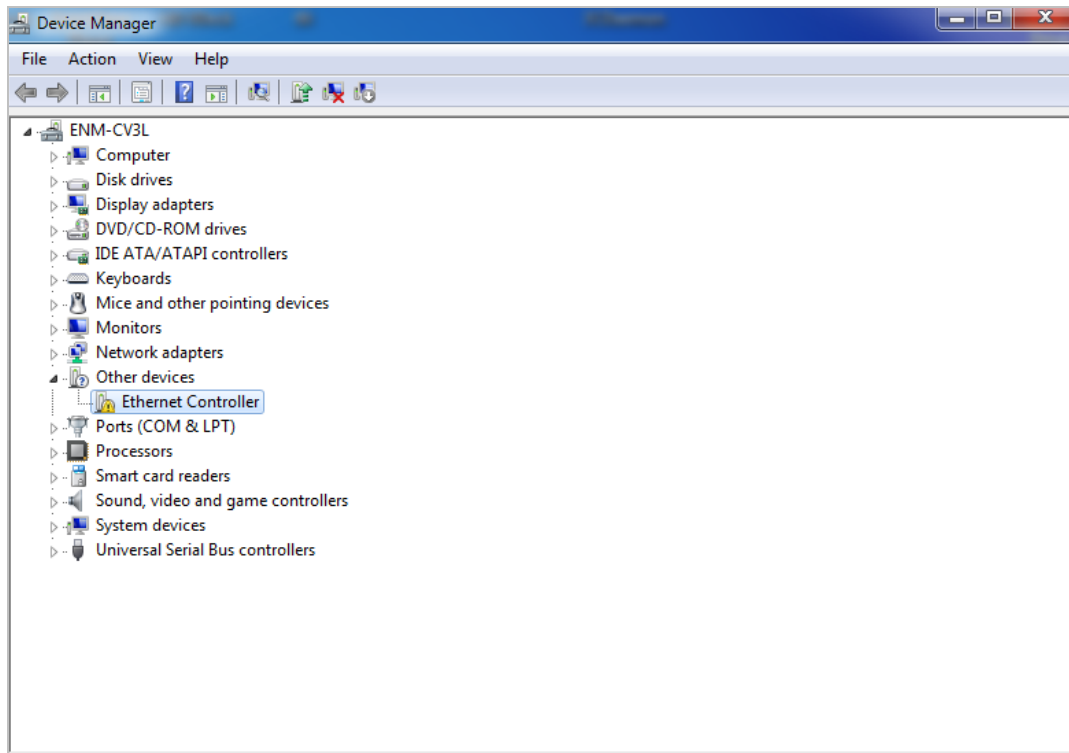 Device Manager
File Action View Help
ENM-CV3L
Computer
Disk drives
Display adapters
DVD/CD-ROM drives
IDE ATA/ATAPI controllers
Keyboards
Mice and other pointing devices
Monitors
Network adapters
Other devices
Ethernet Controller
Ports (COM & LPT)
Processors
Smart card readers
Sound, video and game controllers
System devices
Universal Serial Bus controllers